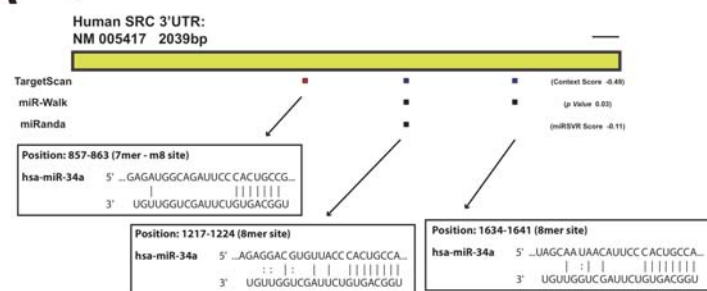 Human SRC 3'UTR:
NM 005417 2039bp
TargetScan (Context Score -0.49)
miR-Walk (p Value 0.03)
miRanda (miRSVR Score -0.11)
Position: 857-863 (7mer - m8 site)
hsa-miR-34a 5' ...GAGAUGGCAGAUUCC CACUGCCG...
3' UGUUGGUCGAUUCUGUGACGGU
Position: 1217-1224 (8mer site)
hsa-miR-34a 5' ...AGAGGAC GUGUUACC CACUGCCA...
3' UGUUGGUCGAUUCUGUGACGGU
Position: 1634-1641 (8mer site)
hsa-miR-34a 5' ...UAGCAA UAACAUUCC CACUGCCA...
3' UGUUGGUC GAUUCUGUGACGGU